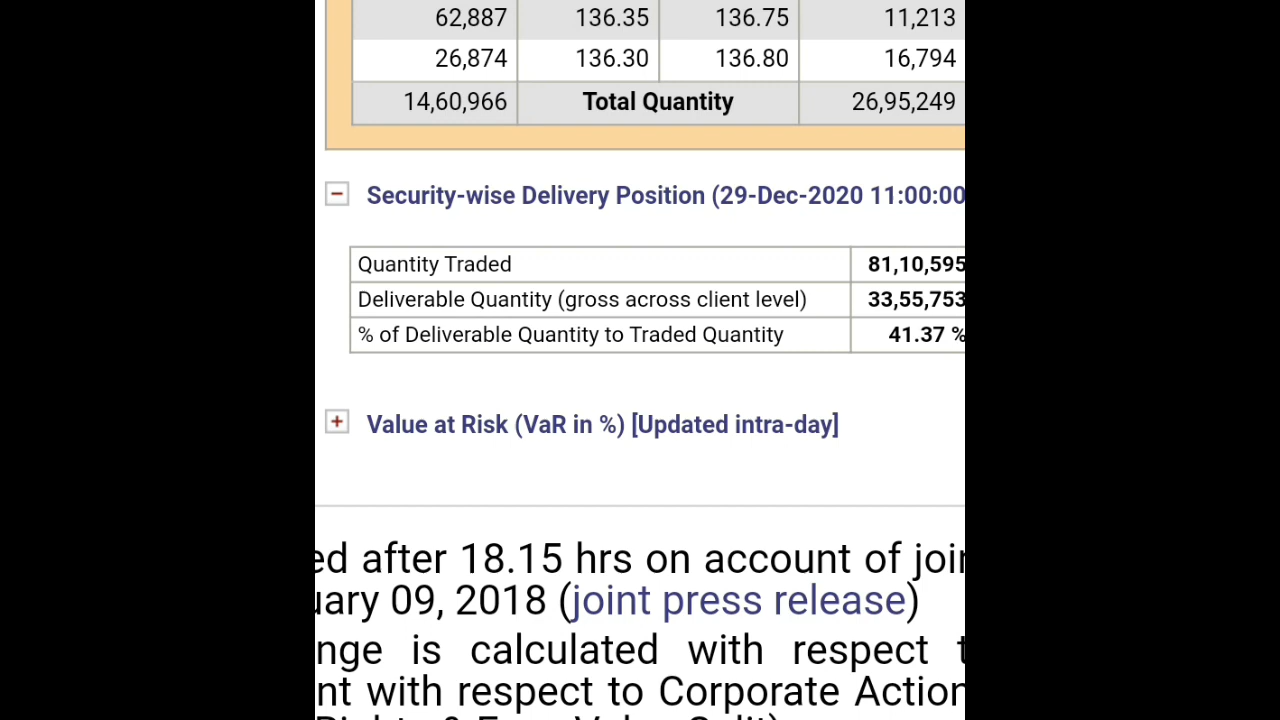 62,887 136.35 136.75 11,213
26,874 136.30 136.80 16,794
14,60,966 Total Quantity 26,95,249
Security-wise Delivery Position (29-Dec-2020 11:00:00
Quantity Traded 81,10,595
Deliverable Quantity (gross across client level) 33,55,753
% of Deliverable Quantity to Traded Quantity 41.37 %
Value at Risk (VaR in %) [Updated intra-day]
ed after 18.15 hrs on account of joi
uary 09, 2018 (joint press release)
nge is calculated with respect t
nt with respect to Corporate Action